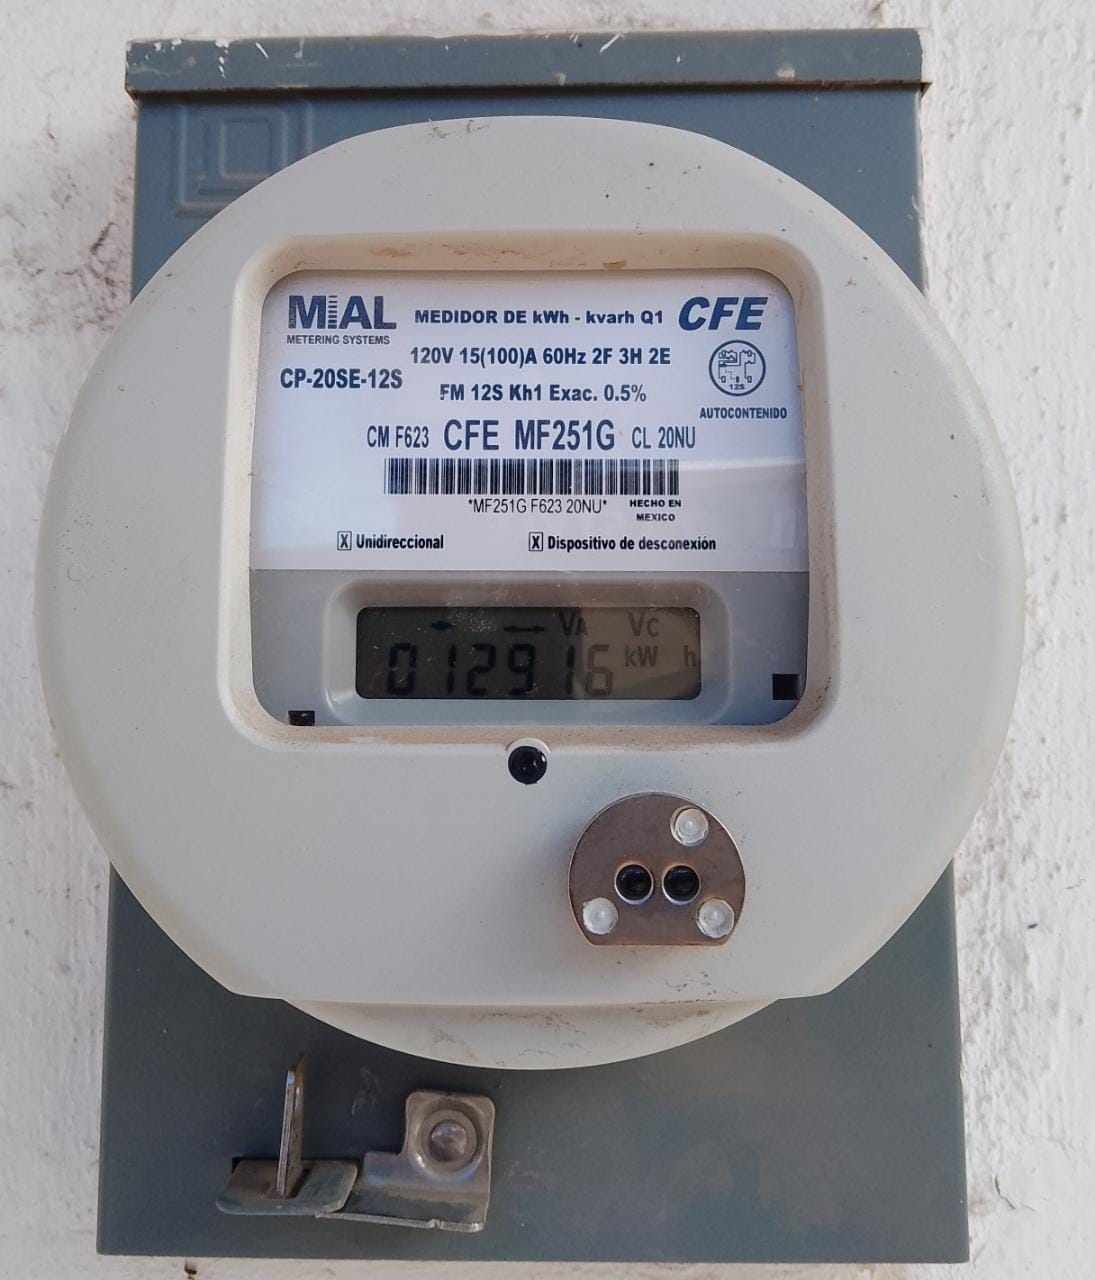 MIAL
METERING SYSTEMS
MEDIDOR DE kWh - kvarh Q1
CFE
120V 15(100)A 60Hz 2F 3H 2E
CP-20SE-12S
FM 12S Kh1 Exac. 0.5%
12S
AUTOCONTENIDO
CM F623 CFE MF251G CL 20NU
*MF251G F623 20NU*
HECHO EN
MEXICO
X Unidireccional
X Dispositivo de desconexión
VA VC
012916 kW h